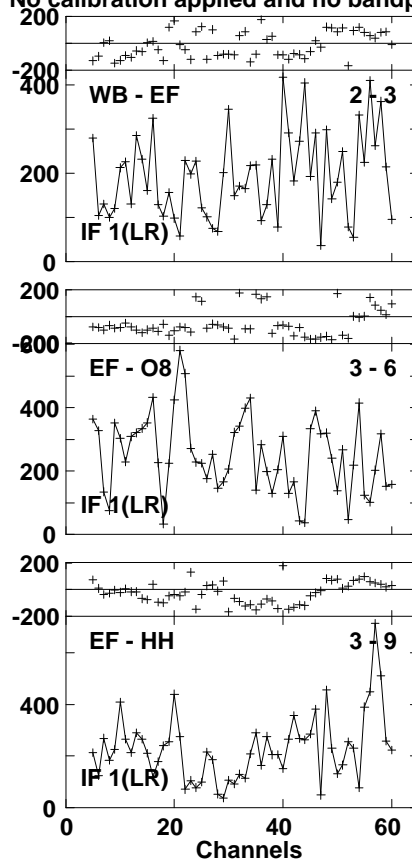 No calibration applied and no bandp
200
-200
400
WB - EF
2 - 3
200
IF 1(LR)
0
200
-200
600
EF - O8
3 - 6
400
200
IF 1(LR)
0
200
-200
EF - HH
3 - 9
400
IF 1(LR)
0
0
20
40
60
Channels